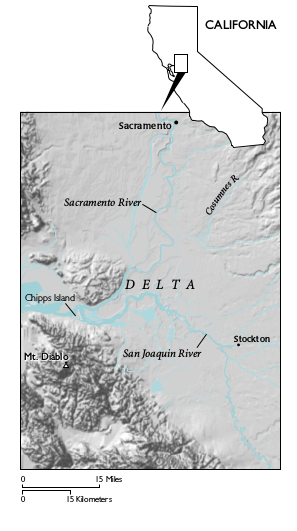 CALIFORNIA
Sacramento
Cosumnes R.
Sacramento River
DELTA
Chipps Island
Stockton
San Joaquin River
Mt. Diablo
0 15 Miles
0 15 Kilometers